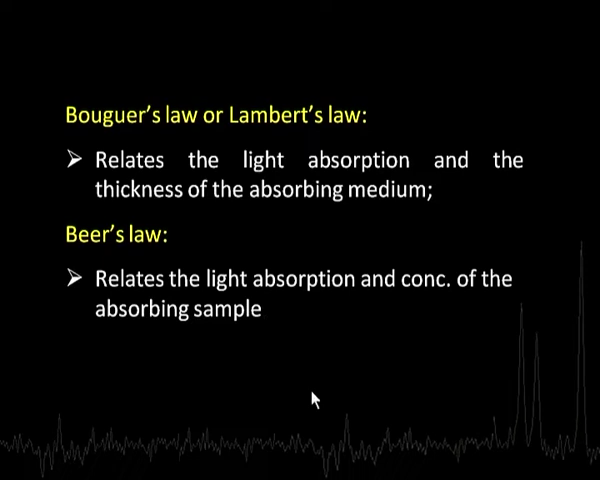 Bouguer's law or Lambert's law:
➢ Relates the light absorption and the
thickness of the absorbing medium;
Beer's law:
➢ Relates the light absorption and conc. of the
absorbing sample